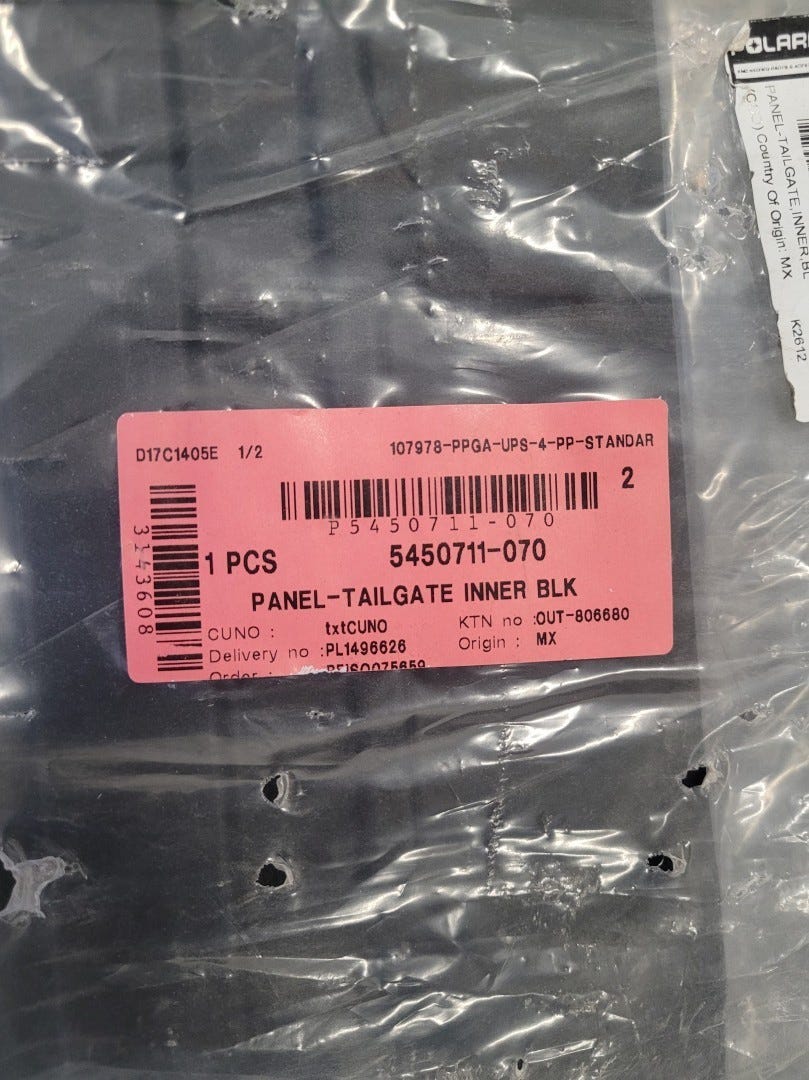 POLAR
PANEL-TAILGATE,INNER,BL
Country Of Origin: MX
K2612
D17C1405E 1/2
107978-PPGA-UPS-4-PP-STANDAR
2
P5450711-070
3143608
1 PCS 5450711-070
PANEL-TAILGATE INNER BLK
CUNO : txtCUNO
KTN no :OUT-806680
Delivery no :PL1496626
Origin : MX
Order :